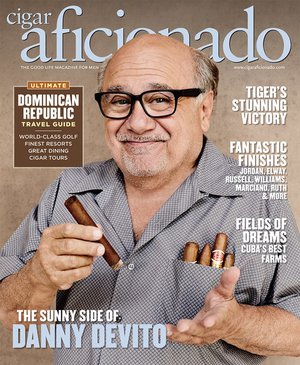 cigar
aficionado
THE GOOD LIFE MAGAZINE FOR MEN
www.cigaraficionado.com
ULTIMATE
DOMINICAN
REPUBLIC
TRAVEL GUIDE
WORLD-CLASS GOLF
FINEST RESORTS
GREAT DINING
CIGAR TOURS
TIGER'S
STUNNING
VICTORY
FANTASTIC
FINISHES
JORDAN, ELWAY,
RUSSELL, WILLIAMS,
MARCIANO, RUTH
& MORE
FIELDS OF
DREAMS
CUBA'S BEST
FARMS
THE SUNNY SIDE OF
DANNY DEVITO